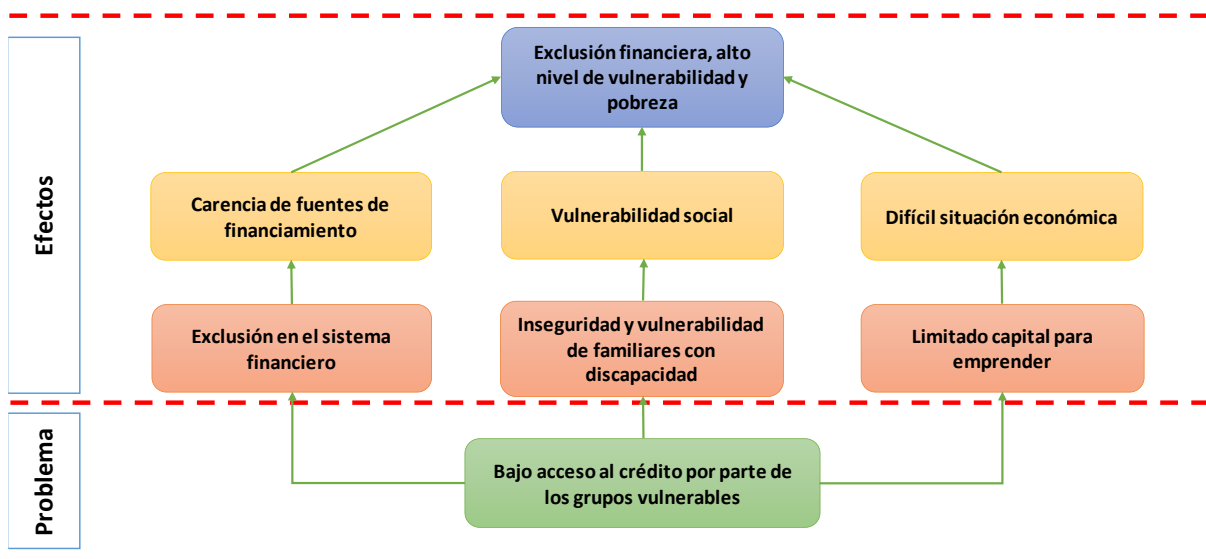 Efectos
Exclusión financiera, alto
nivel de vulnerabilidad y
pobreza
Carencia de fuentes de
financiamiento
Vulnerabilidad social
Difícil situación económica
Exclusión en el sistema
financiero
Inseguridad y vulnerabilidad
de familiares con
discapacidad
Limitado capital para
emprender
Problema
Bajo acceso al crédito por parte de
los grupos vulnerables